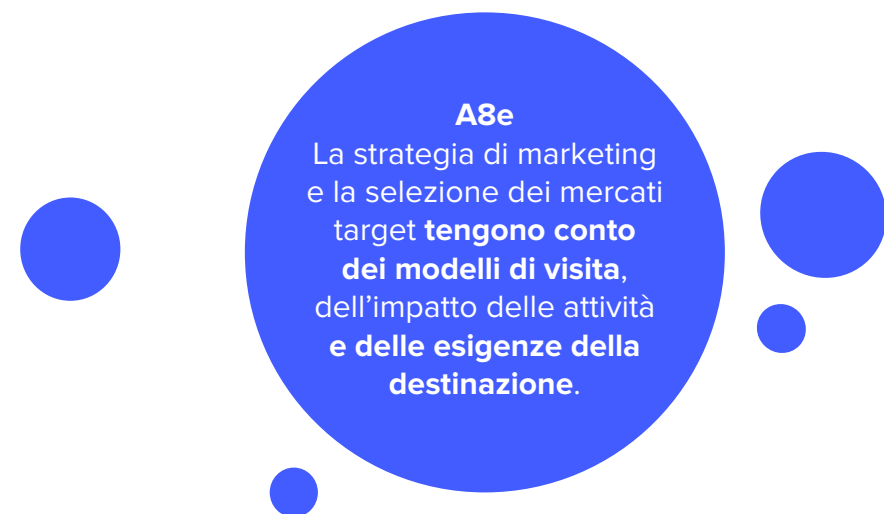 A8e
La strategia di marketing
e la selezione dei mercati
target tengono conto
dei modelli di visita,
dell’impatto delle attività
e delle esigenze della
destinazione.